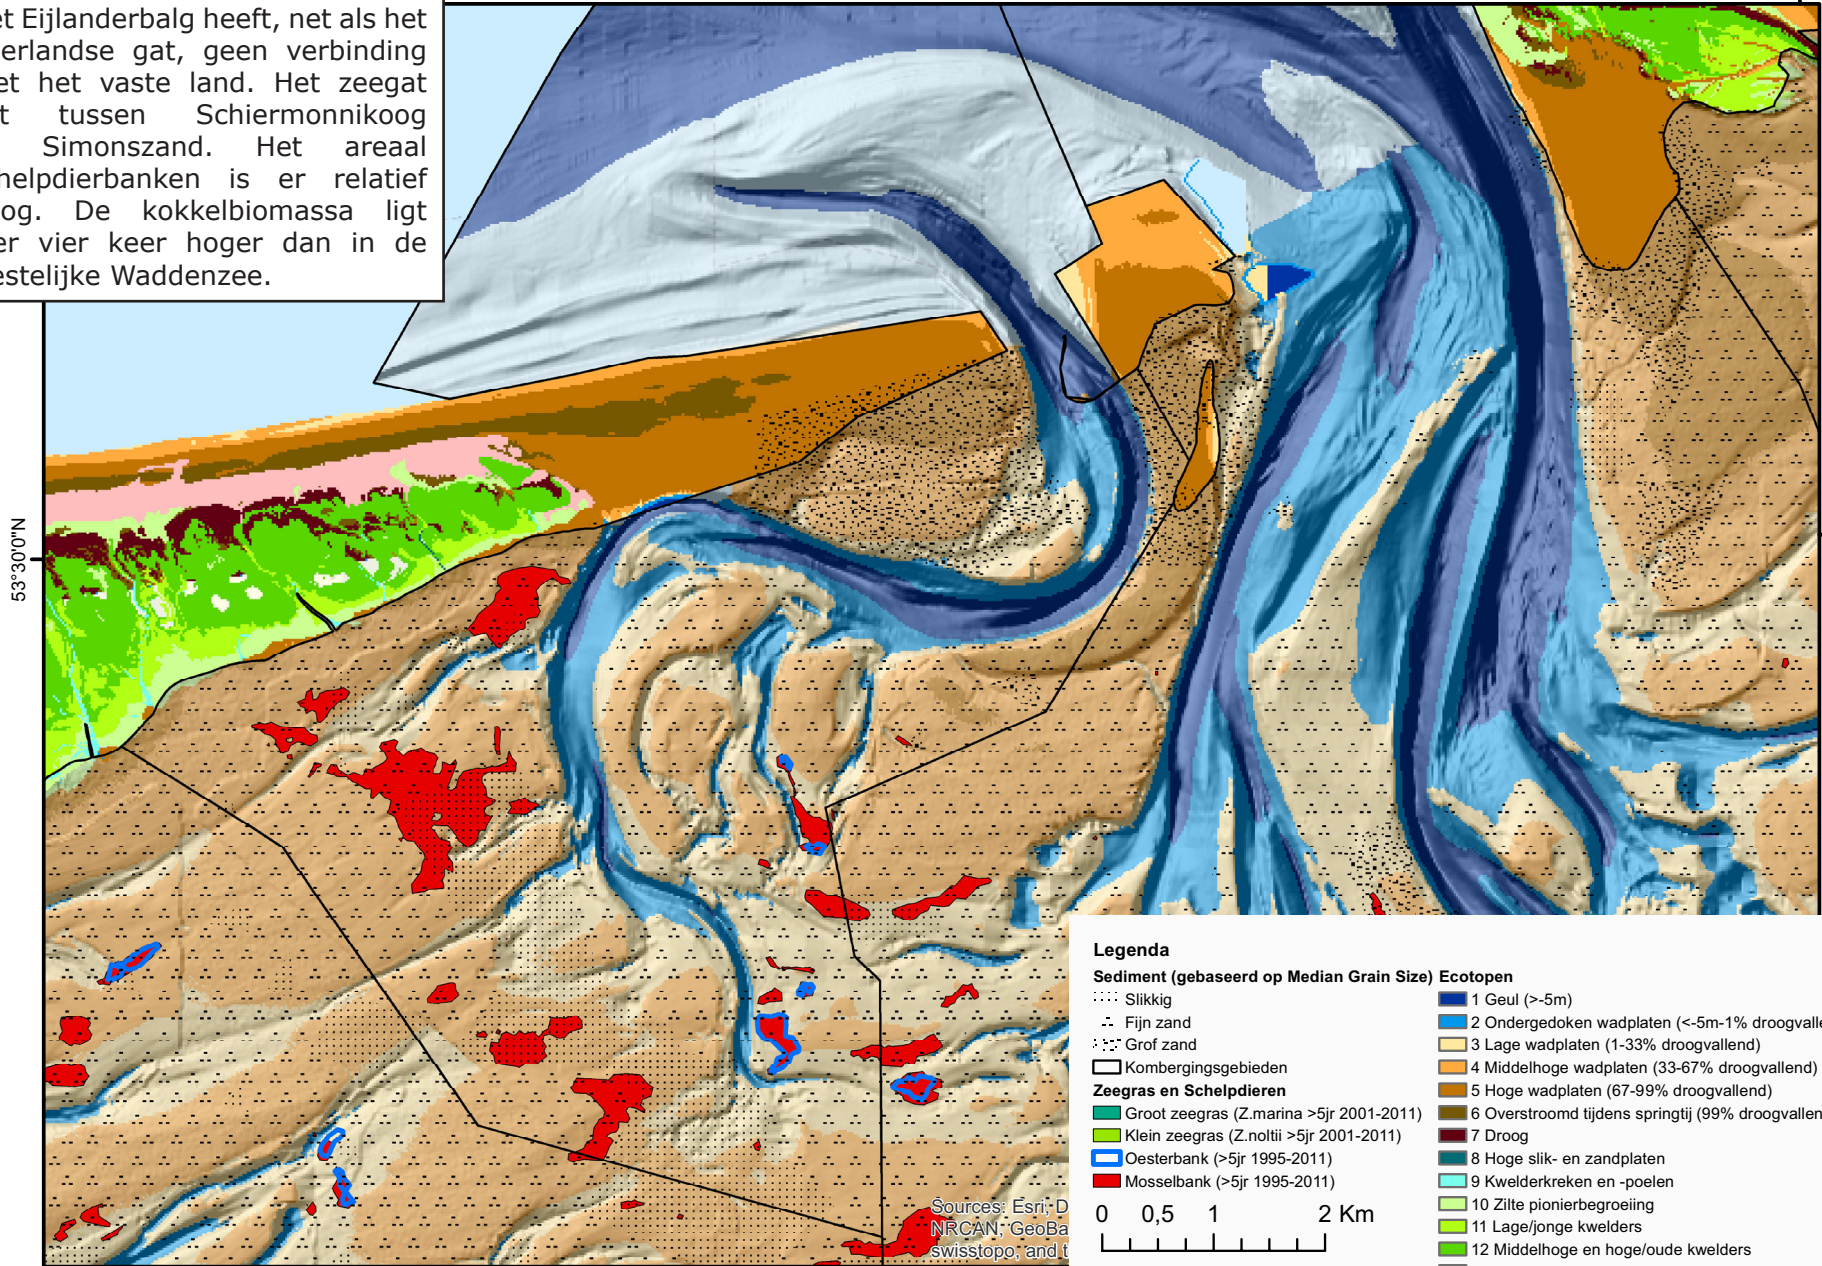 et Eijlanderbalg heeft, net als het
erlandse gat, geen verbinding
et het vaste land. Het zeegat
t tussen Schiermonnikoog
Simonszand. Het areaal
helpdierbanken is er relatief
og. De kokkelbiomassa ligt
er vier keer hoger dan in de
estelijke Waddenzee.
53°30'0"N
Legenda
Sediment (gebaseerd op Median Grain Size)
Slikkig
Fijn zand
Grof zand
Kombergingsgebieden
Zeegras en Schelpdieren
Groot zeegras (Z.marina >5jr 2001-2011)
Klein zeegras (Z.noltii >5jr 2001-2011)
Oesterbank (>5jr 1995-2011)
Mosselbank (>5jr 1995-2011)
0 0,5 1 2 Km
Ecotopen
1 Geul (>-5m)
2 Ondergedoken wadplaten (<-5m-1% droogvalle
3 Lage wadplaten (1-33% droogvallend)
4 Middelhoge wadplaten (33-67% droogvallend)
5 Hoge wadplaten (67-99% droogvallend)
6 Overstroomd tijdens springtij (99% droogvallen
7 Droog
8 Hoge slik- en zandplaten
9 Kwelderkreken en -poelen
10 Zilte pionierbegroeiing
11 Lage/jonge kwelders
12 Middelhoge en hoge/oude kwelders
Sources: Esri, D
NRCAN, GeoBa
swisstopo, and t